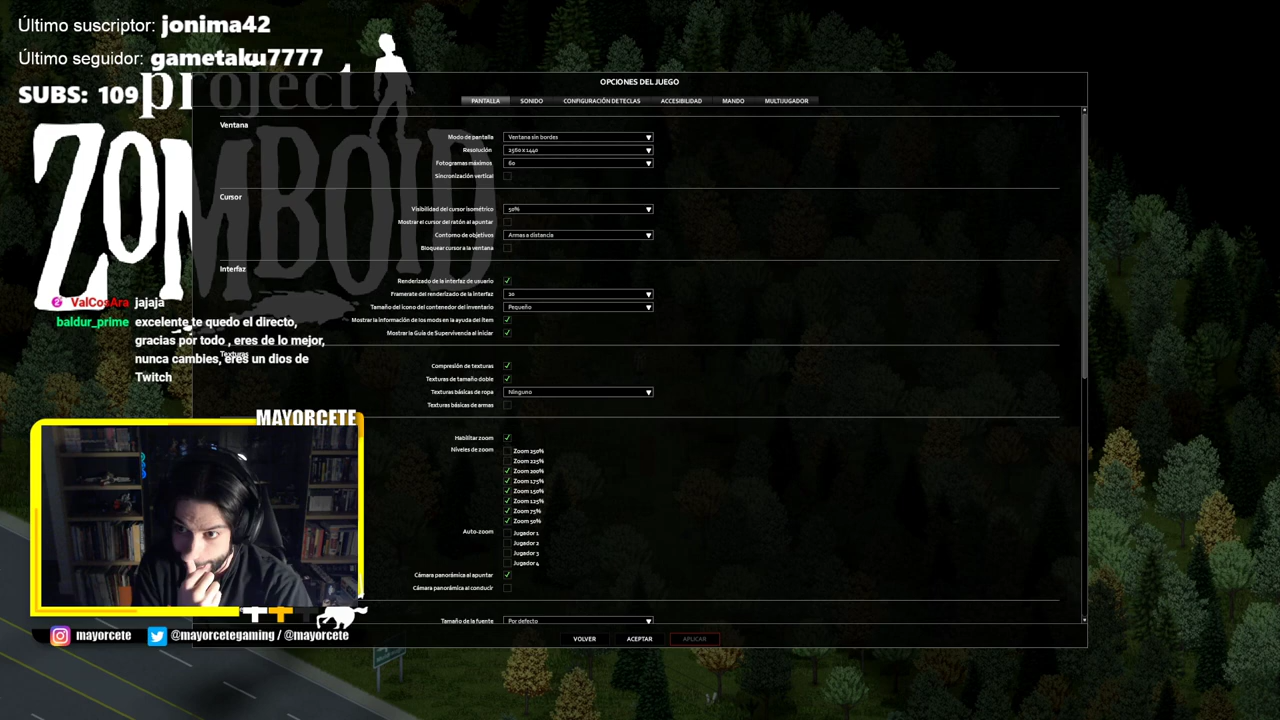 Último suscriptor: jonima42
Último seguidor: gametaku7777
SUBS: 109
project
ZOMBOID
OPCIONES DEL JUEGO
PANTALLA SONIDO CONFIGURACIÓN DE TECLAS ACCESIBILIDAD MANDO MULTIJUGADOR
Ventana
Modo de pantalla Ventana sin bordes
Resolución 2560 x 1440
Fotogramas máximos 60
Sincronización vertical
Cursor
Visibilidad del cursor isométrico 50%
Mostrar el cursor del ratón al apuntar
Contorno de objetivos Armas a distancia
Bloquear cursor a la ventana
Interfaz
Renderizado de la interfaz de usuario
Framerate del renderizado de la interfaz 20
Tamaño del icono del contenedor del inventario Pequeño
Mostrar la información de los mods en la ayuda del ítem
Mostrar la Guía de Supervivencia al iniciar
Texturas
Compresión de texturas
Texturas de tamaño doble
Texturas básicas de ropa Ninguno
Texturas básicas de armas
Habilitar zoom
Niveles de zoom Zoom 250%
Zoom 225%
Zoom 200%
Zoom 175%
Zoom 150%
Zoom 125%
Zoom 75%
Zoom 50%
Auto-zoom Jugador 1
Jugador 2
Jugador 3
Jugador 4
Cámara panorámica al apuntar
Cámara panorámica al conducir
Tamaño de la fuente Por defecto
VOLVER ACEPTAR APLICAR
ValCosAra jajaja
baldur_prime excelente te quedo el directo,
gracias por todo , eres de lo mejor,
nunca cambies, eres un dios de
Twitch
MAYORCETE
mayorcete @mayorcetegaming / @mayorcete